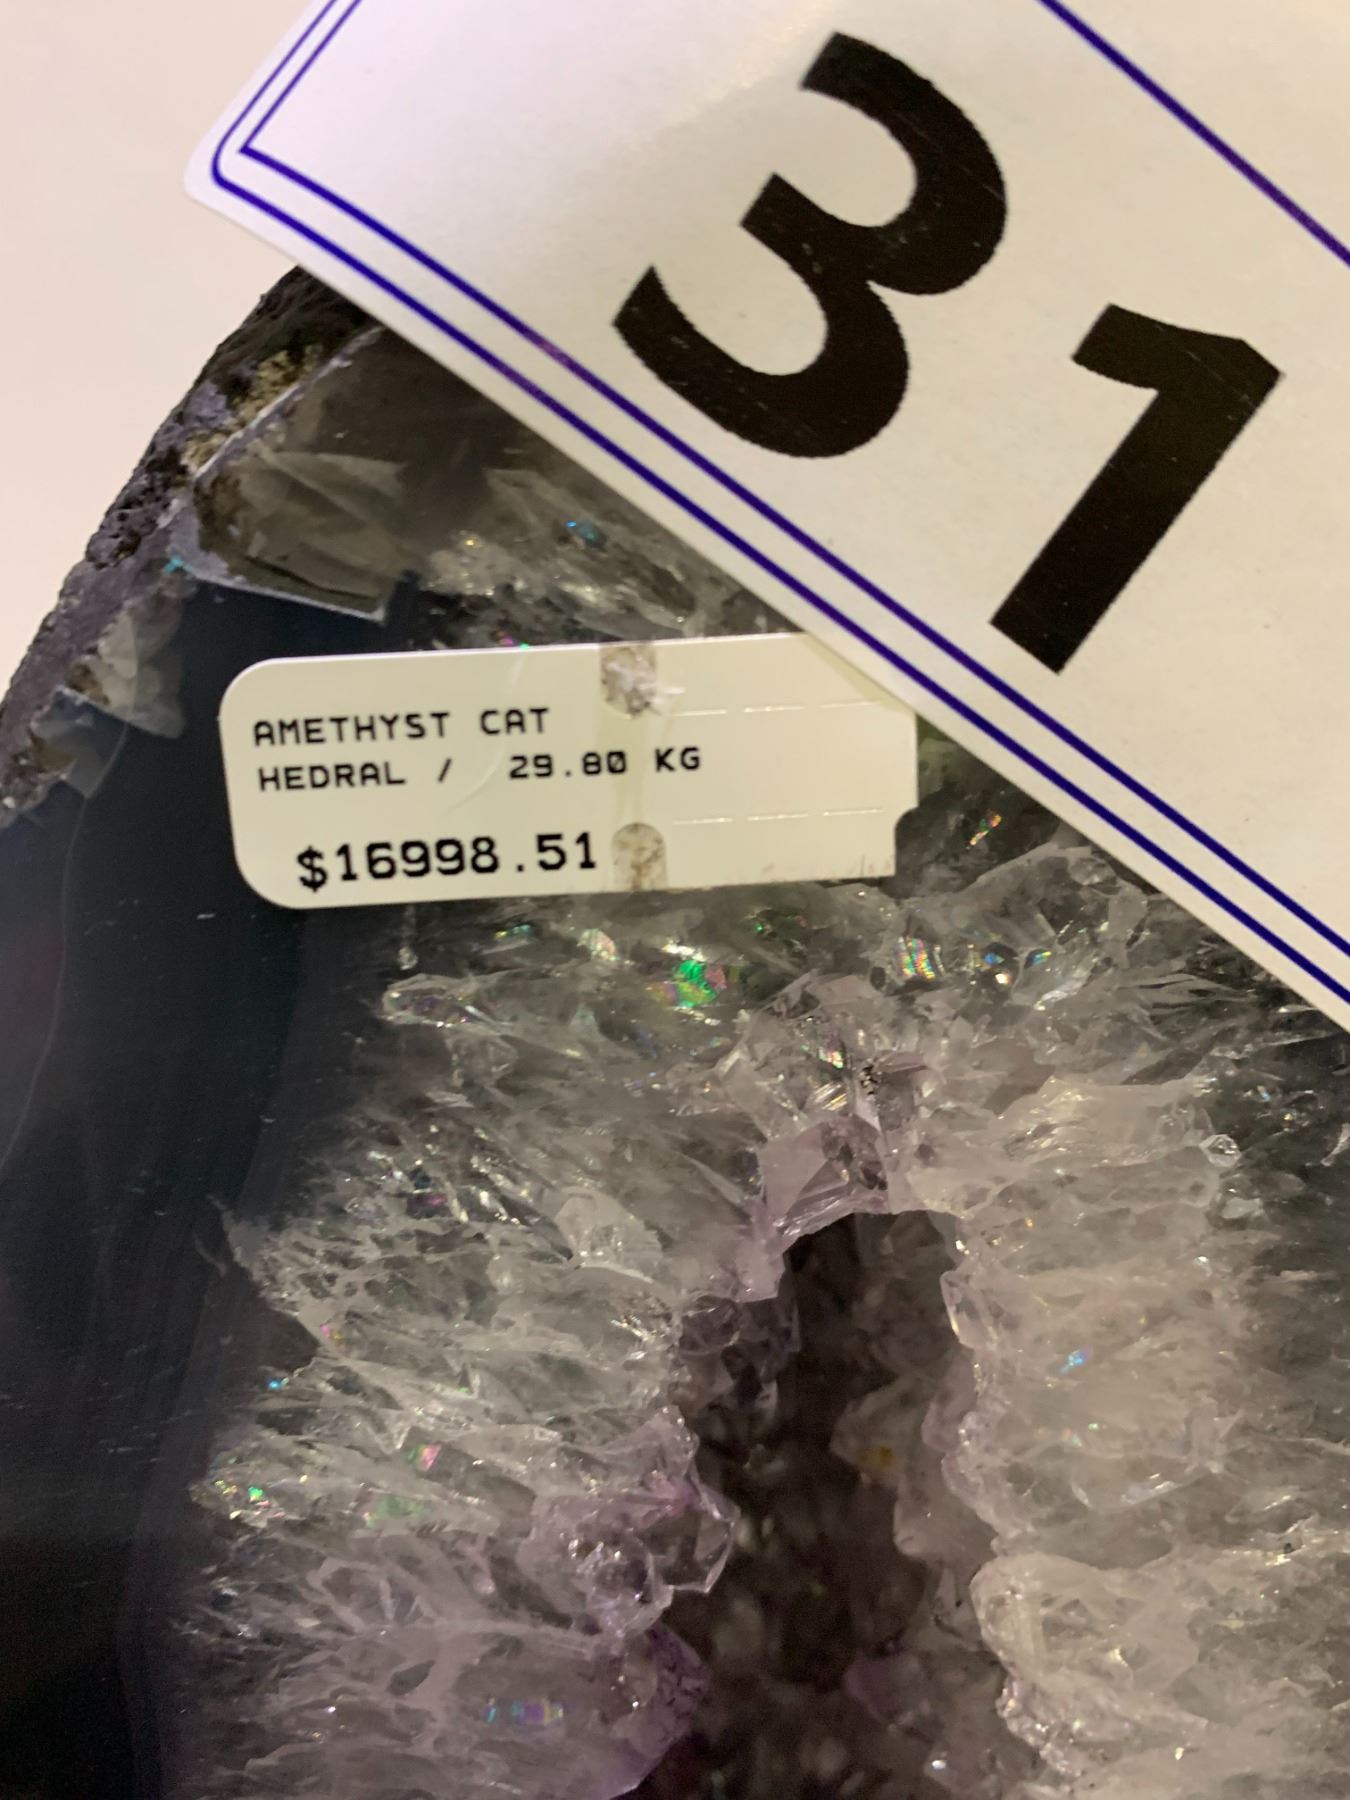 31
AMETHYST CAT
HEDRAL / 29.80 KG
$16998.51